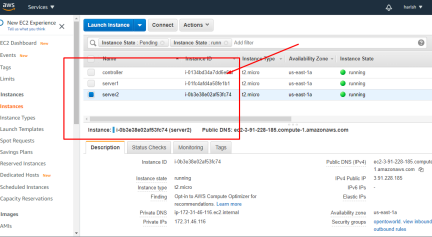 aws
Services
hafsh
New EC2 Experience
Tell us what you think
EC2 Dashboard New
Events New
Tags
Limits
Instances
Instances
Instance Types
Launch Templates
Spot Requests
Savings Plans
Reserved Instances
Dedicated Hosts New
Scheduled Instances
Capacity Reservations
Images
AMIs
Launch Instance Connect Actions
Instance State : Pending Instance State : runn Add filter
Name Instance ID Instance Type Availability Zone Instance State
controller t2.micro us-east-1a running
server1 t2.micro us-east-1a running
server2 i-0b3e38e02af53fc74 t2.micro us-east-1a running
Instance: i-0b3e38e02af53fc74 (server2) Public DNS: ec2-3-91-228-185.compute-1.amazonaws.com
Description Status Checks Monitoring Tags
Instance ID i-0b3e38e02af53fc74 Public DNS (IPv4) ec2-3-91-228-185.compute-
1.amazonaws.com
Instance state running IPv4 Public IP 3.91.228.185
Instance type t2.micro IPv6 IPs -
Finding Opt-in to AWS Compute Optimizer for Elastic IPs
recommendations. Learn more
Private DNS ip-172-31-46-116.ec2.internal Availability zone us-east-1a
Private IPs 172.31.46.116 Security groups opentoworld. view inbound
outbound rules